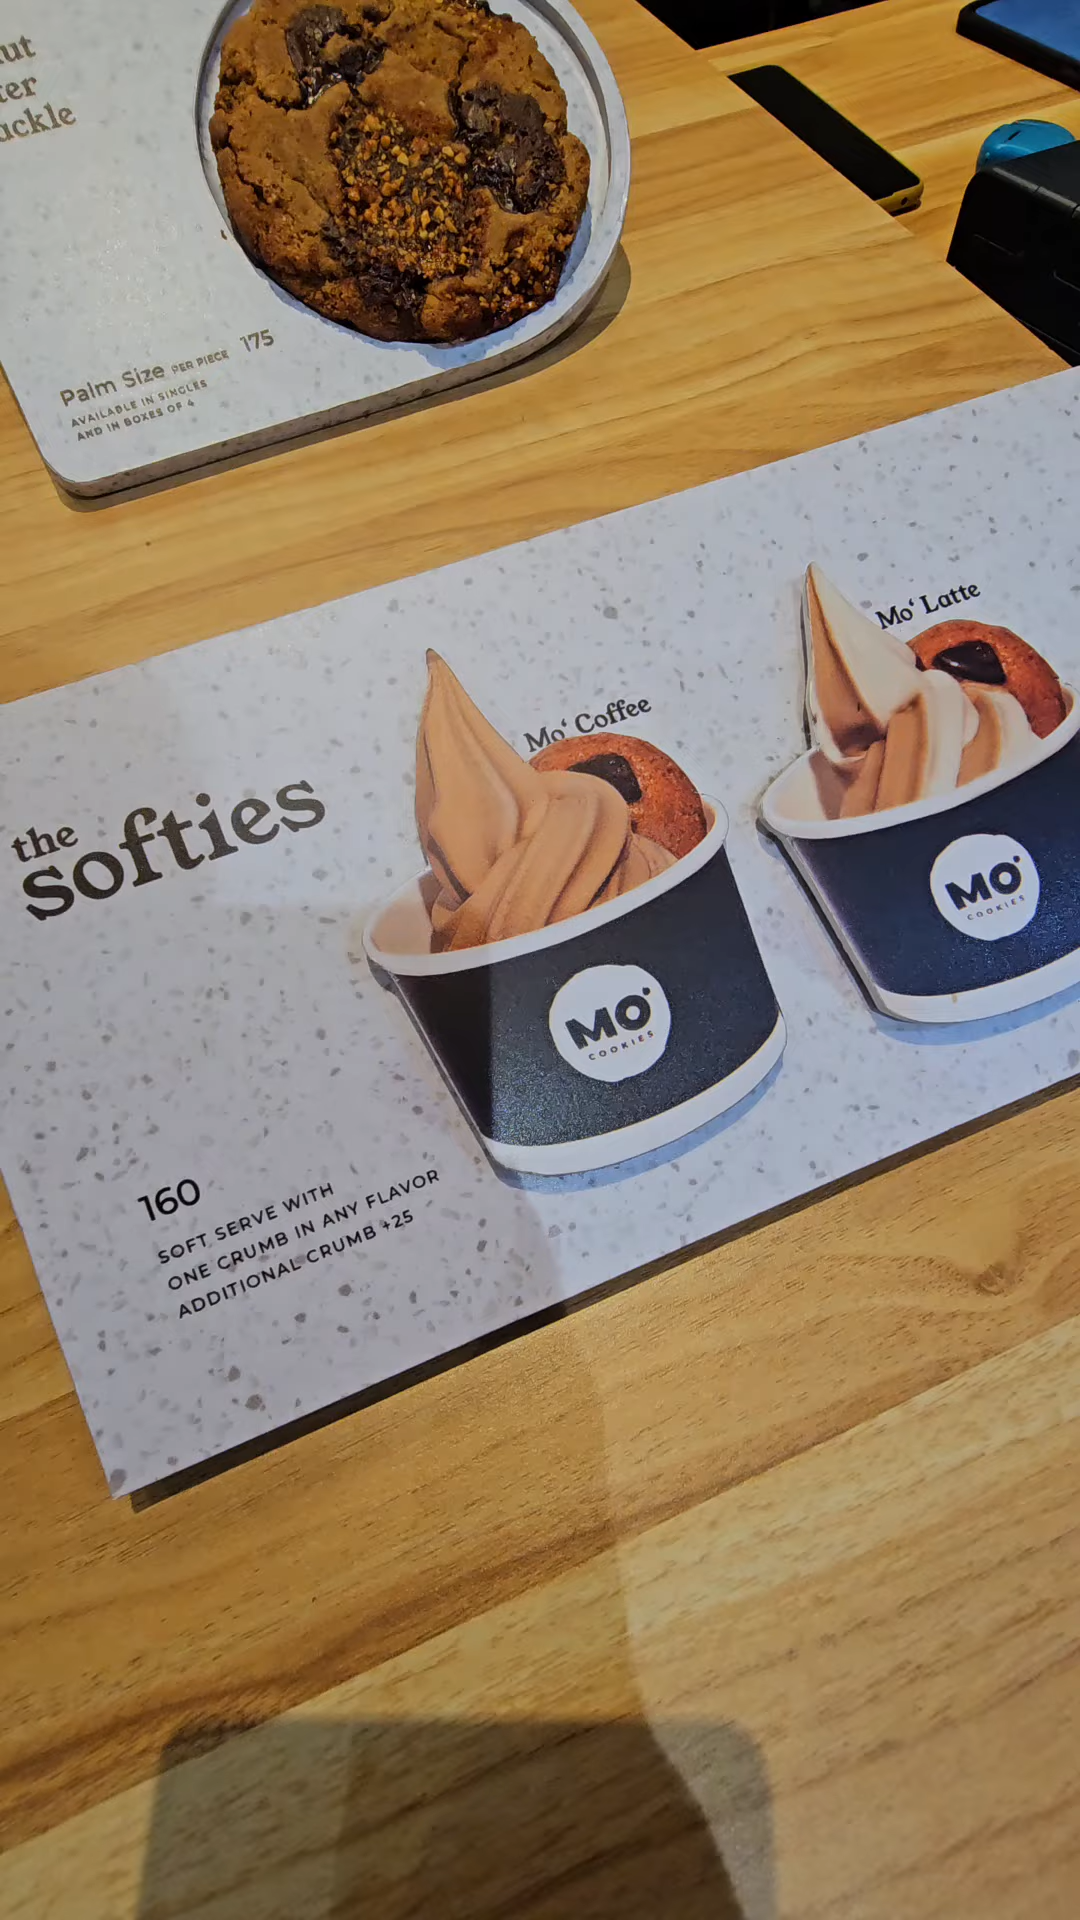 Palm Size PER PIECE 175
AVAILABLE IN SINGLES
AND IN BOXES OF 4
the
softies
Mo' Coffee
Mo' Latte
MO'
COOKIES
MO'
COOKIES
160
SOFT SERVE WITH
ONE CRUMB IN ANY FLAVOR
ADDITIONAL CRUMB +25